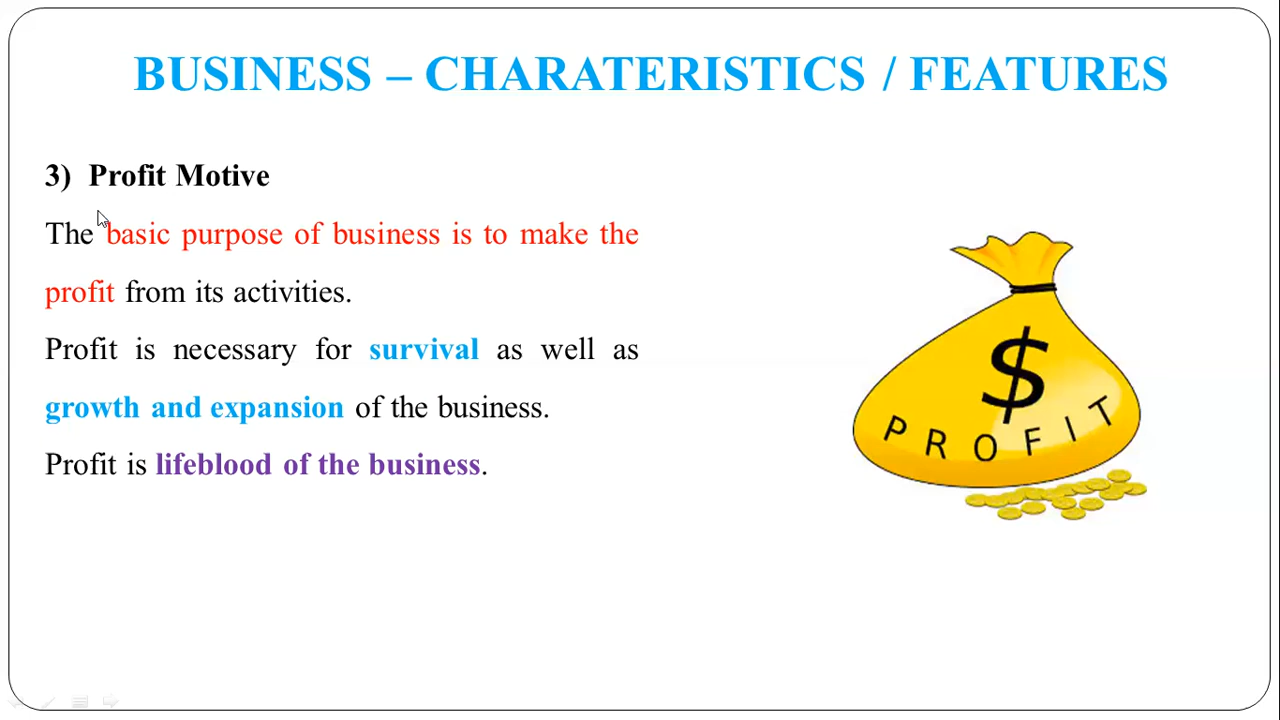 BUSINESS – CHARATERISTICS / FEATURES
3) Profit Motive
The basic purpose of business is to make the
profit from its activities.
Profit is necessary for survival as well as
growth and expansion of the business.
Profit is lifeblood of the business.
$
PROFIT